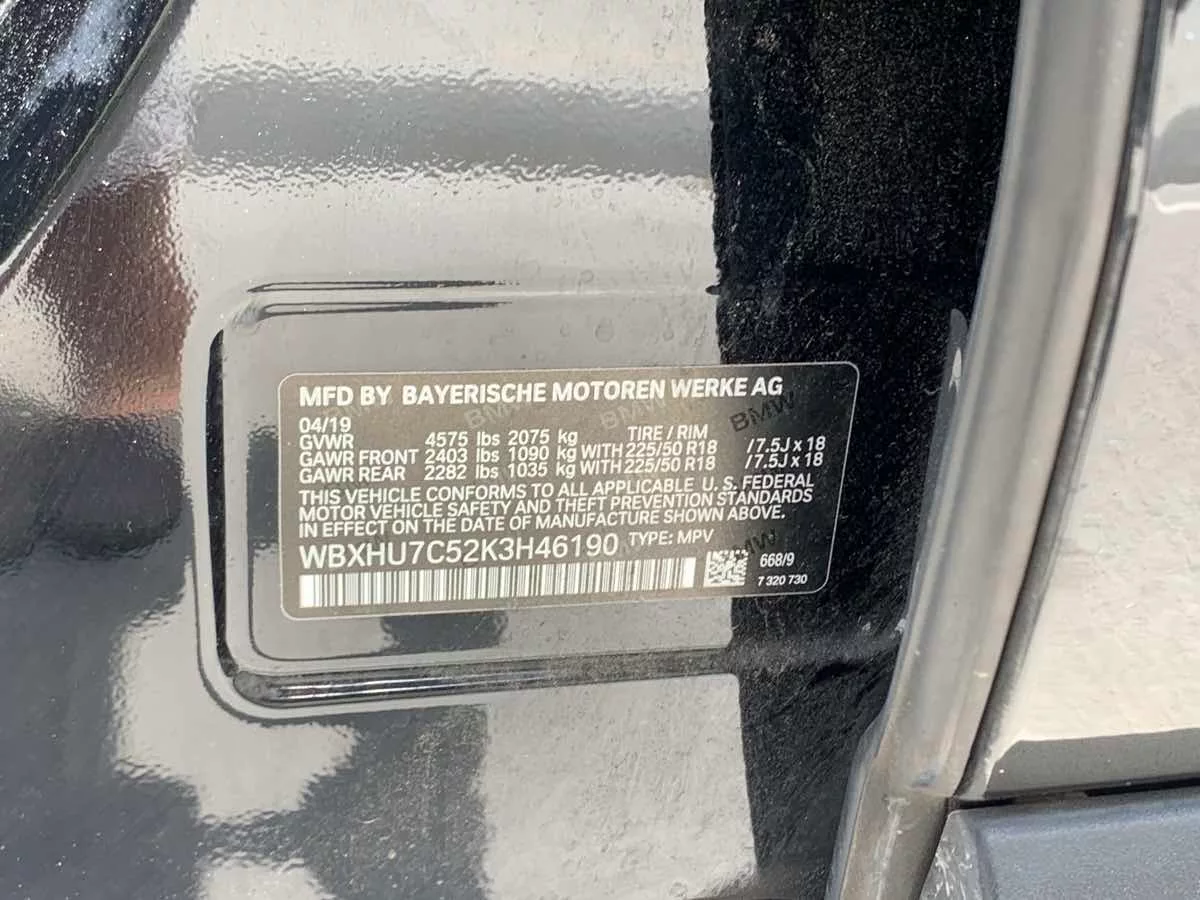 MFD BY BAYERISCHE MOTOREN WERKE AG
BMW BMW BMW
04/19
GVWR 4575 lbs 2075 kg TIRE / RIM
GAWR FRONT 2403 lbs 1090 kg WITH 225/50 R18 /7.5J x 18
GAWR REAR 2282 lbs 1035 kg WITH 225/50 R18 /7.5J x 18
THIS VEHICLE CONFORMS TO ALL APPLICABLE U. S. FEDERAL
MOTOR VEHICLE SAFETY AND THEFT PREVENTION STANDARDS
IN EFFECT ON THE DATE OF MANUFACTURE SHOWN ABOVE.
WBXHU7C52K3H46190 TYPE: MPV
668/9
7 320 730